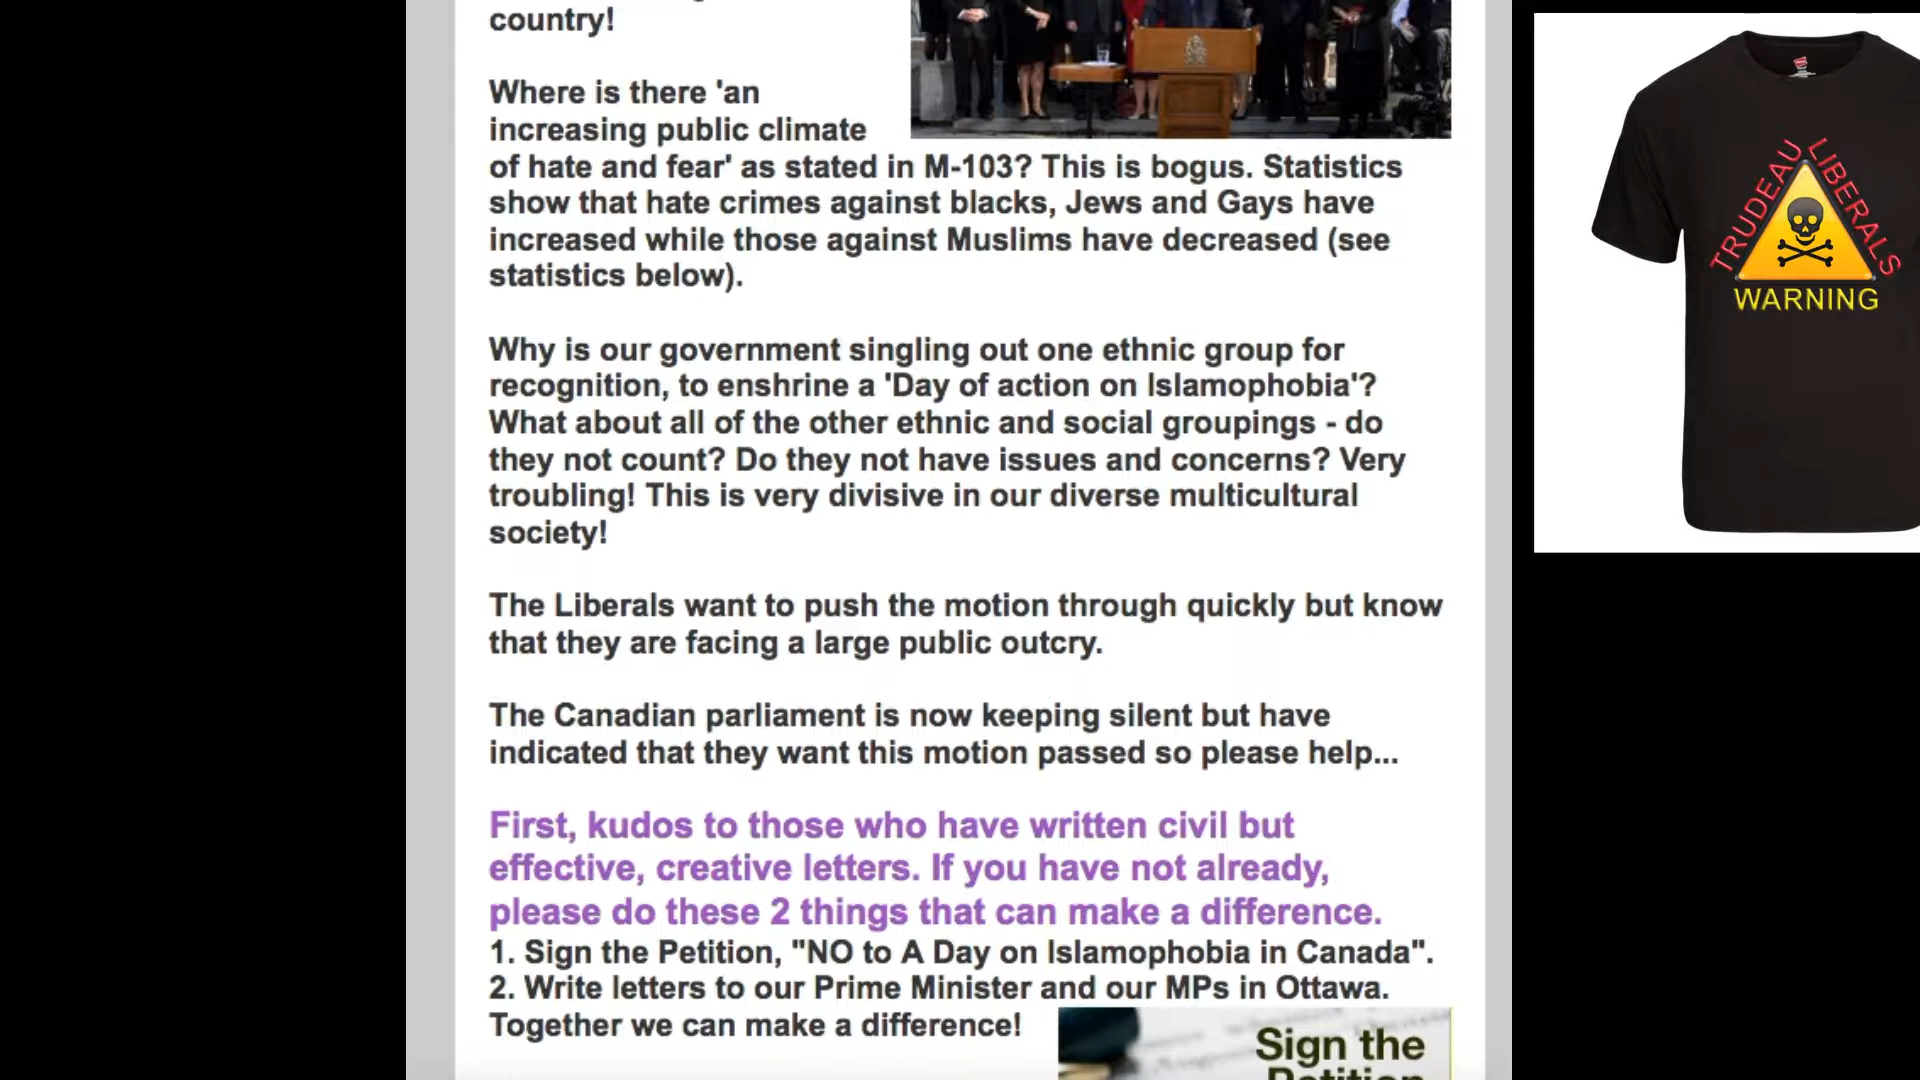 country!
Where is there 'an
increasing public climate
of hate and fear' as stated in M-103? This is bogus. Statistics
show that hate crimes against blacks, Jews and Gays have
increased while those against Muslims have decreased (see
statistics below).
Why is our government singling out one ethnic group for
recognition, to enshrine a 'Day of action on Islamophobia'?
What about all of the other ethnic and social groupings - do
they not count? Do they not have issues and concerns? Very
troubling! This is very divisive in our diverse multicultural
society!
The Liberals want to push the motion through quickly but know
that they are facing a large public outcry.
The Canadian parliament is now keeping silent but have
indicated that they want this motion passed so please help...
First, kudos to those who have written civil but
effective, creative letters. If you have not already,
please do these 2 things that can make a difference.
1. Sign the Petition, "NO to A Day on Islamophobia in Canada".
2. Write letters to our Prime Minister and our MPs in Ottawa.
Together we can make a difference!
Sign the
Petition
TRUDEAU LIBERALS
WARNING